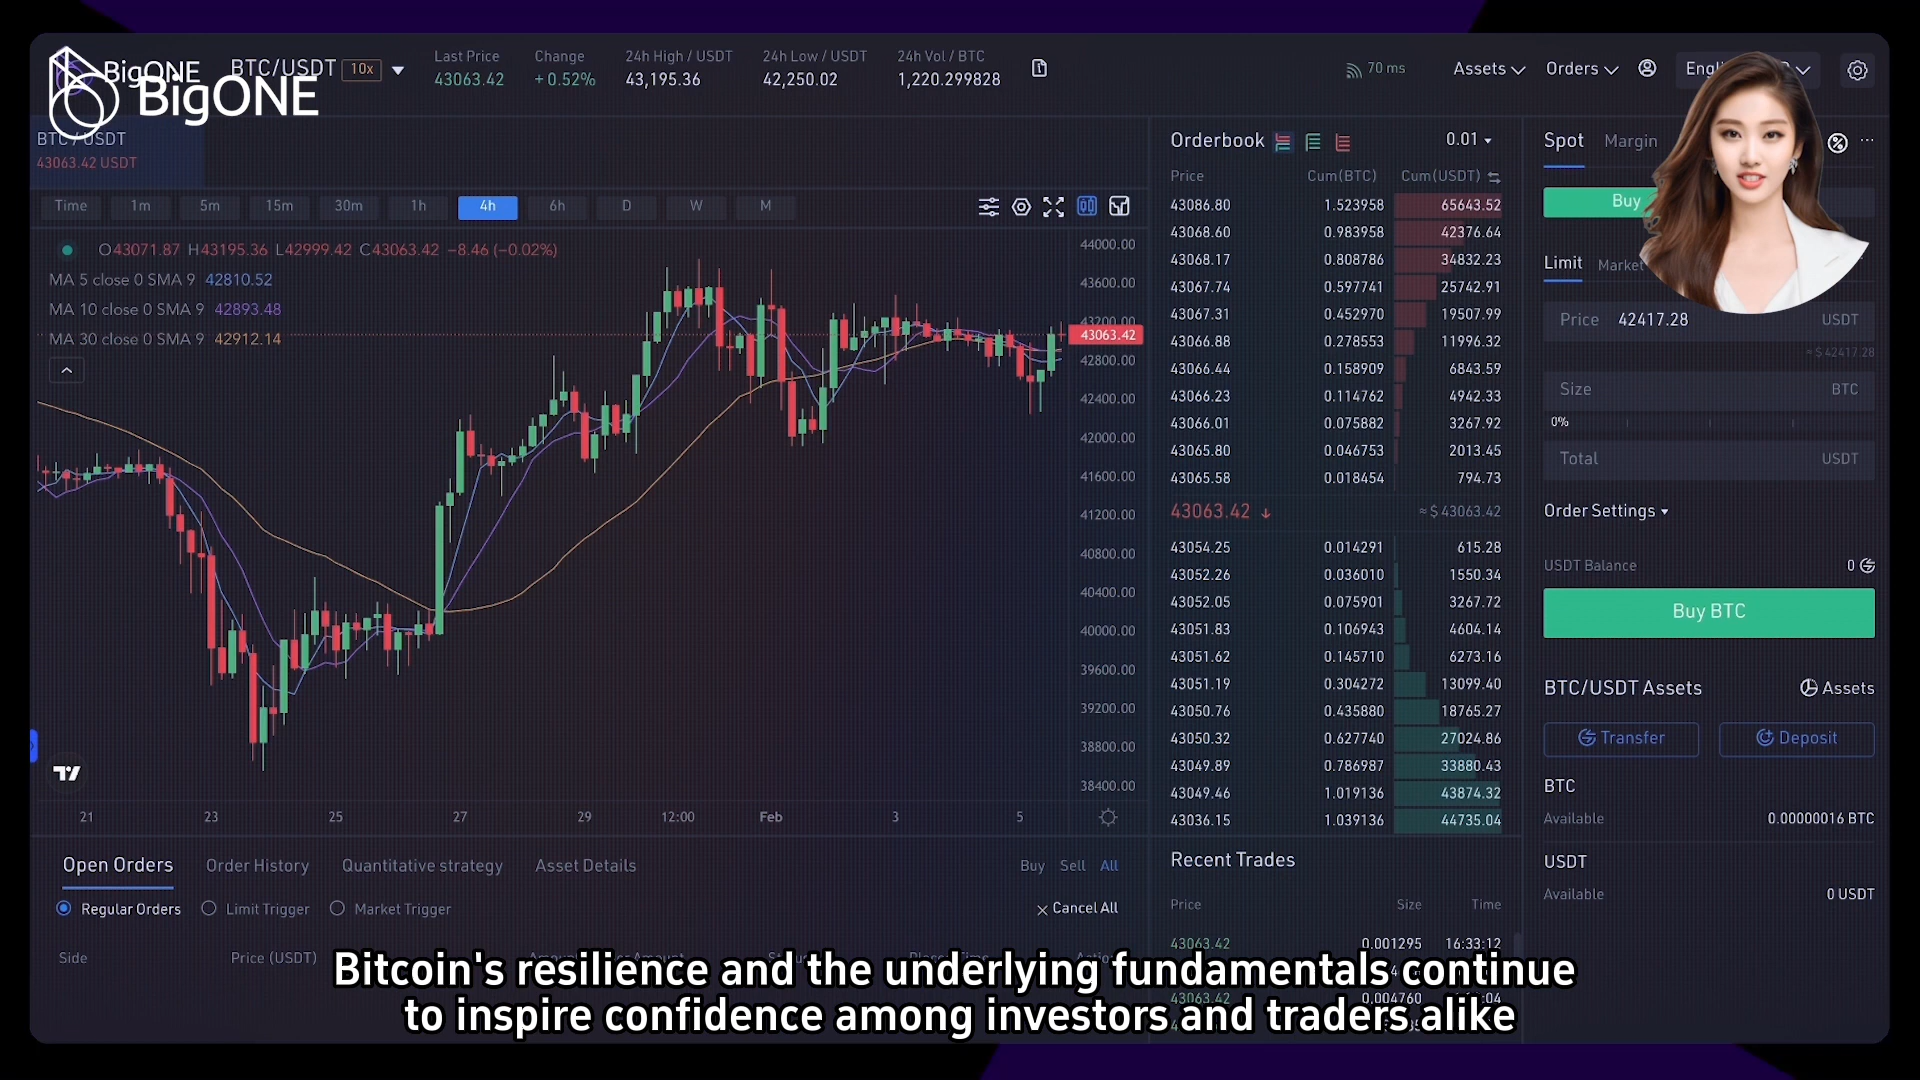 BigONE
BigONE
BTC/USDT 10x
Last Price
43063.42
Change
+0.52%
24h High / USDT
43,195.36
24h Low / USDT
42,250.02
24h Vol / BTC
1,220.299828
70 ms
Assets
Orders
BTC / USDT
43063.42 USDT
Time 1m 5m 15m 30m 1h 4h 6h D W M
O43071.87 H43195.36 L42999.42 C43063.42 −8.46 (−0.02%)
MA 5 close 0 SMA 9 42810.52
MA 10 close 0 SMA 9 42893.48
MA 30 close 0 SMA 9 42912.14
44000.00
43600.00
43200.00
43063.42
42800.00
42400.00
42000.00
41600.00
41200.00
40800.00
40400.00
40000.00
39600.00
39200.00
38800.00
38400.00
21 23 25 27 29 12:00 Feb 3 5
Orderbook 0.01
Price Cum(BTC) Cum(USDT)
43086.80 1.523958 65643.52
43068.60 0.983958 42376.64
43068.17 0.808786 34832.23
43067.74 0.597741 25742.91
43067.31 0.452970 19507.99
43066.88 0.278553 11996.32
43066.44 0.158909 6843.59
43066.23 0.114762 4942.33
43066.01 0.075882 3267.92
43065.80 0.046753 2013.45
43065.58 0.018454 794.73
43063.42 ↓ ≈ $ 43063.42
43054.25 0.014291 615.28
43052.26 0.036010 1550.34
43052.05 0.075901 3267.72
43051.83 0.106943 4604.14
43051.62 0.145710 6273.16
43051.19 0.304272 13099.40
43050.76 0.435880 18765.27
43050.32 0.627740 27024.86
43049.89 0.786987 33880.43
43049.46 1.019136 43874.32
43036.15 1.039136 44735.04
Recent Trades
Price Size Time
43063.42 0.001295 16:33:12
43063.42 0.004760
Spot Margin
Buy
Limit Market
Price 42417.28 USDT
≈ $ 42417.28
Size BTC
0%
Total USDT
Order Settings
USDT Balance 0
Buy BTC
BTC/USDT Assets Assets
Transfer Deposit
BTC
Available 0.00000016 BTC
USDT
Available 0 USDT
Open Orders Order History Quantitative strategy Asset Details Buy Sell All
Regular Orders Limit Trigger Market Trigger Cancel All
Side Price (USDT)
Bitcoin's resilience and the underlying fundamentals continue
to inspire confidence among investors and traders alike